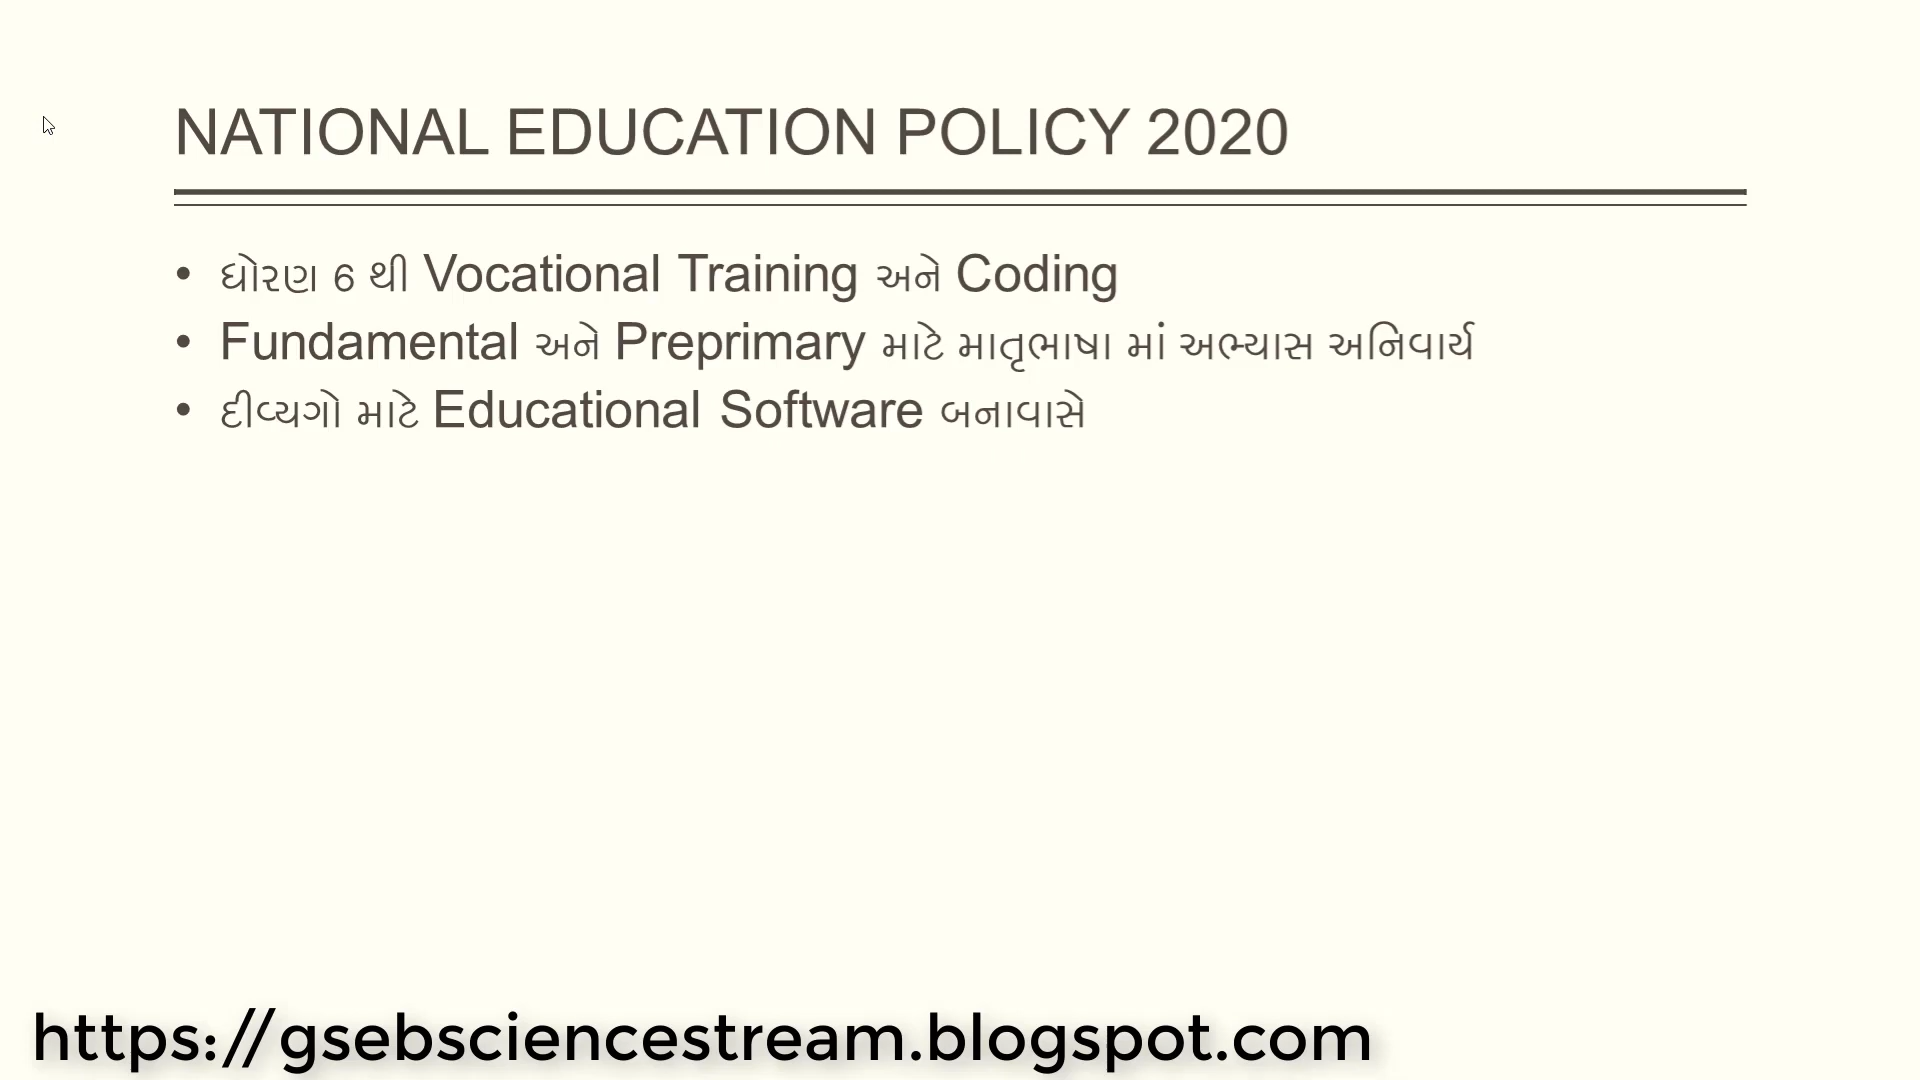 NATIONAL EDUCATION POLICY 2020
• ધોરણ 6 થી Vocational Training અને Coding
• Fundamental અને Preprimary માટે માતૃભાષા માં અભ્યાસ અનિવાર્ય
• દીવ્યગો માટે Educational Software બનાવાસે
https://gsebsciencestream.blogspot.com